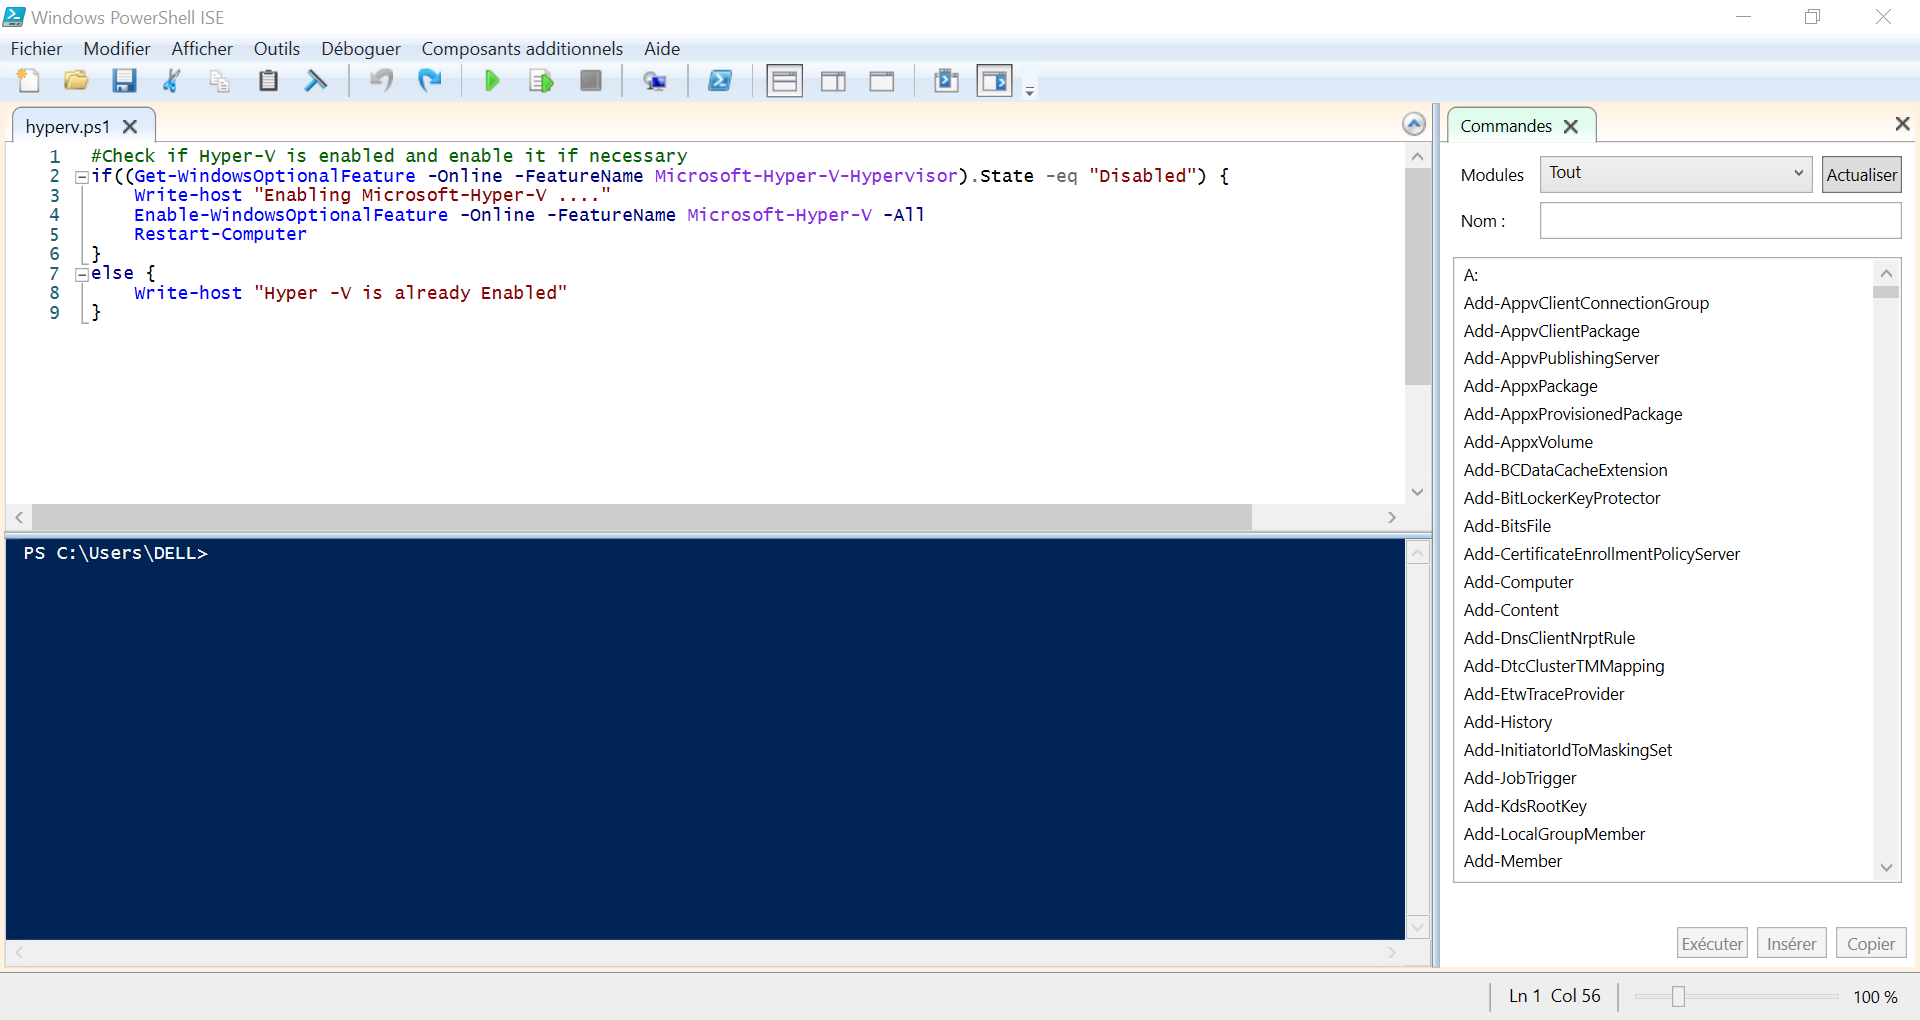 Windows PowerShell ISE
Fichier Modifier Afficher Outils Déboguer Composants additionnels Aide
hyperv.ps1
1 #Check if Hyper-V is enabled and enable it if necessary
2 if((Get-WindowsOptionalFeature -Online -FeatureName Microsoft-Hyper-V-Hypervisor).State -eq "Disabled") {
3 Write-host "Enabling Microsoft-Hyper-V ...."
4 Enable-WindowsOptionalFeature -Online -FeatureName Microsoft-Hyper-V -All
5 Restart-Computer
6 }
7 else {
8 Write-host "Hyper -V is already Enabled"
9 }
PS C:\Users\DELL>
Commandes
Modules Tout Actualiser
Nom :
A:
Add-AppvClientConnectionGroup
Add-AppvClientPackage
Add-AppvPublishingServer
Add-AppxPackage
Add-AppxProvisionedPackage
Add-AppxVolume
Add-BCDataCacheExtension
Add-BitLockerKeyProtector
Add-BitsFile
Add-CertificateEnrollmentPolicyServer
Add-Computer
Add-Content
Add-DnsClientNrptRule
Add-DtcClusterTMMapping
Add-EtwTraceProvider
Add-History
Add-InitiatorIdToMaskingSet
Add-JobTrigger
Add-KdsRootKey
Add-LocalGroupMember
Add-Member
Exécuter Insérer Copier
Ln 1 Col 56 100 %